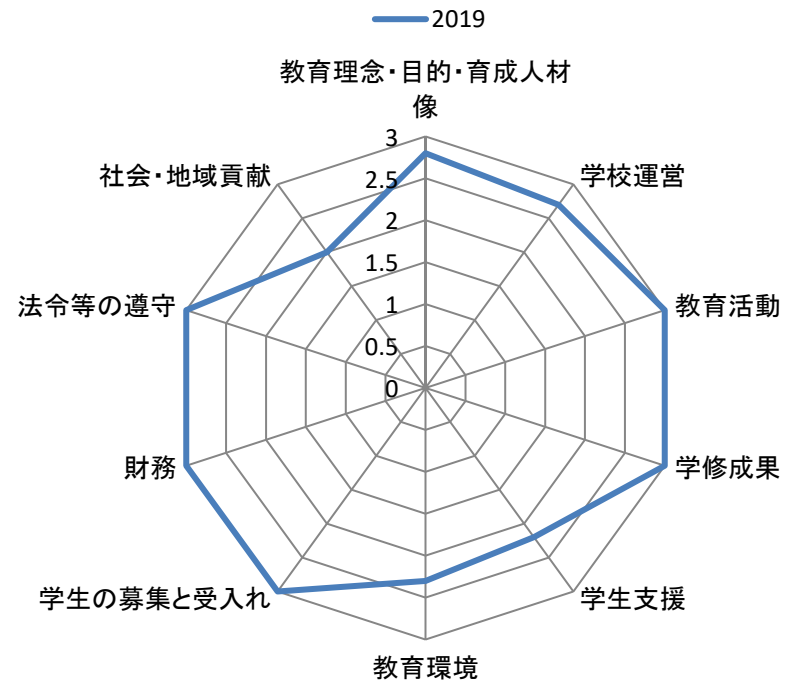 2019
教育理念・目的・育成人材
像
3
社会・地域貢献
学校運営
2.5
2
法令等の遵守
教育活動
1.5
1
0.5
0
財務
学修成果
学生の募集と受入れ
学生支援
教育環境